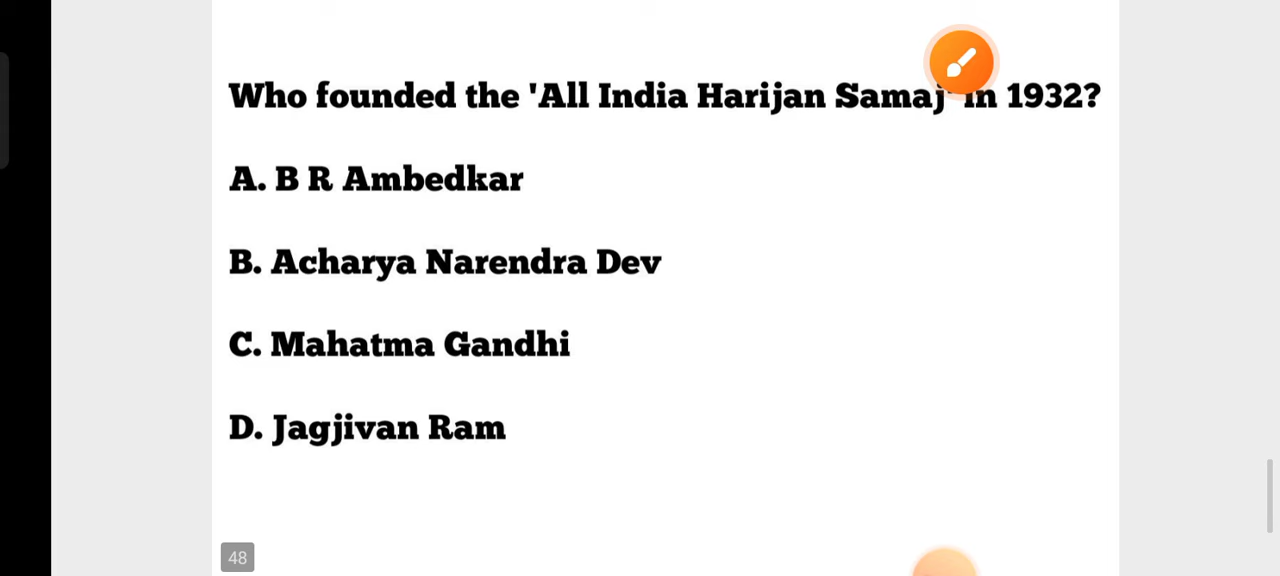 Who founded the 'All India Harijan Samaj' in 1932?
A. B R Ambedkar
B. Acharya Narendra Dev
C. Mahatma Gandhi
D. Jagjivan Ram
48